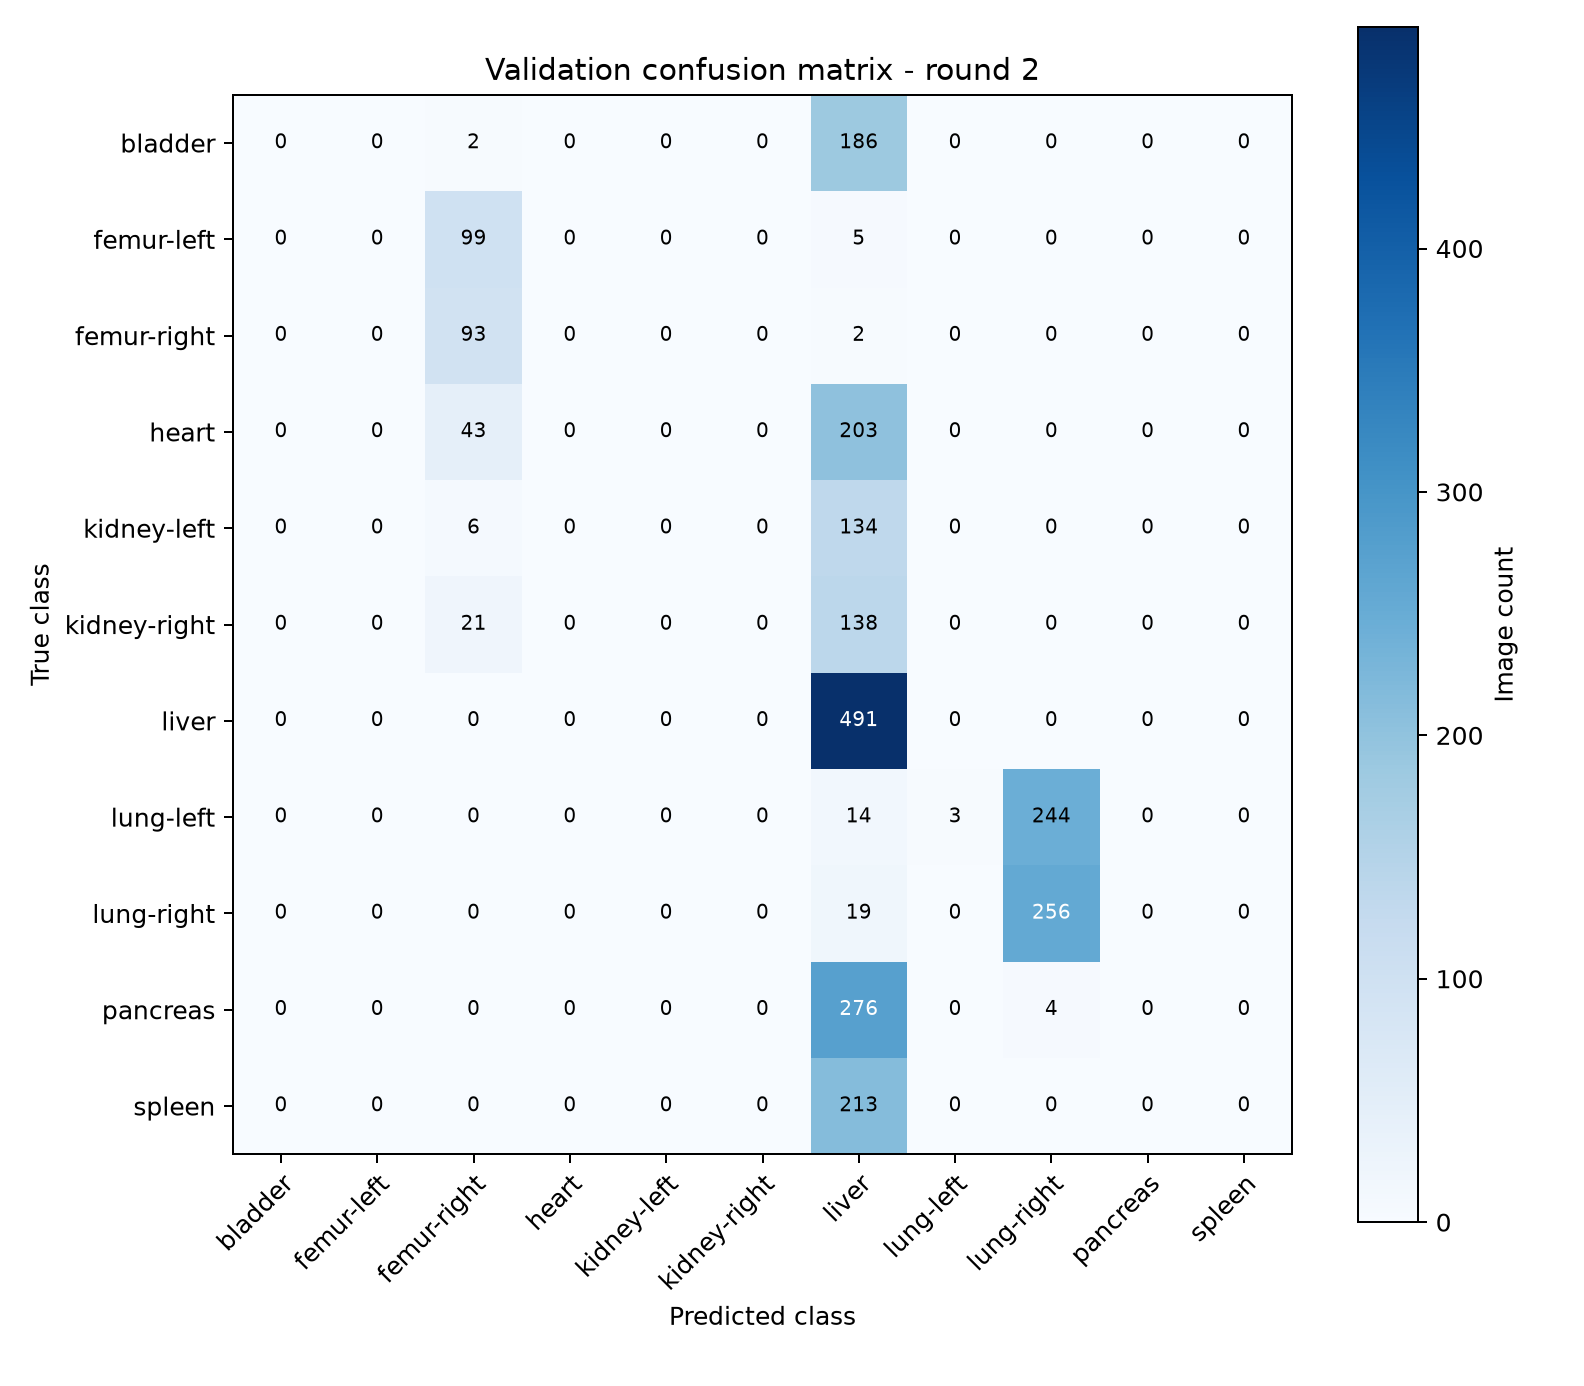 Validation confusion matrix - round 2
bladder 0 0 2 0 0 0 186 0 0 0 0
femur-left 0 0 99 0 0 0 5 0 0 0 0
femur-right 0 0 93 0 0 0 2 0 0 0 0
heart 0 0 43 0 0 0 203 0 0 0 0
kidney-left 0 0 6 0 0 0 134 0 0 0 0
kidney-right 0 0 21 0 0 0 138 0 0 0 0
liver 0 0 0 0 0 0 491 0 0 0 0
lung-left 0 0 0 0 0 0 14 3 244 0 0
lung-right 0 0 0 0 0 0 19 0 256 0 0
pancreas 0 0 0 0 0 0 276 0 4 0 0
spleen 0 0 0 0 0 0 213 0 0 0 0
True class
bladder femur-left femur-right heart kidney-left kidney-right liver lung-left lung-right pancreas spleen
Predicted class
400
300
200
100
0
Image count